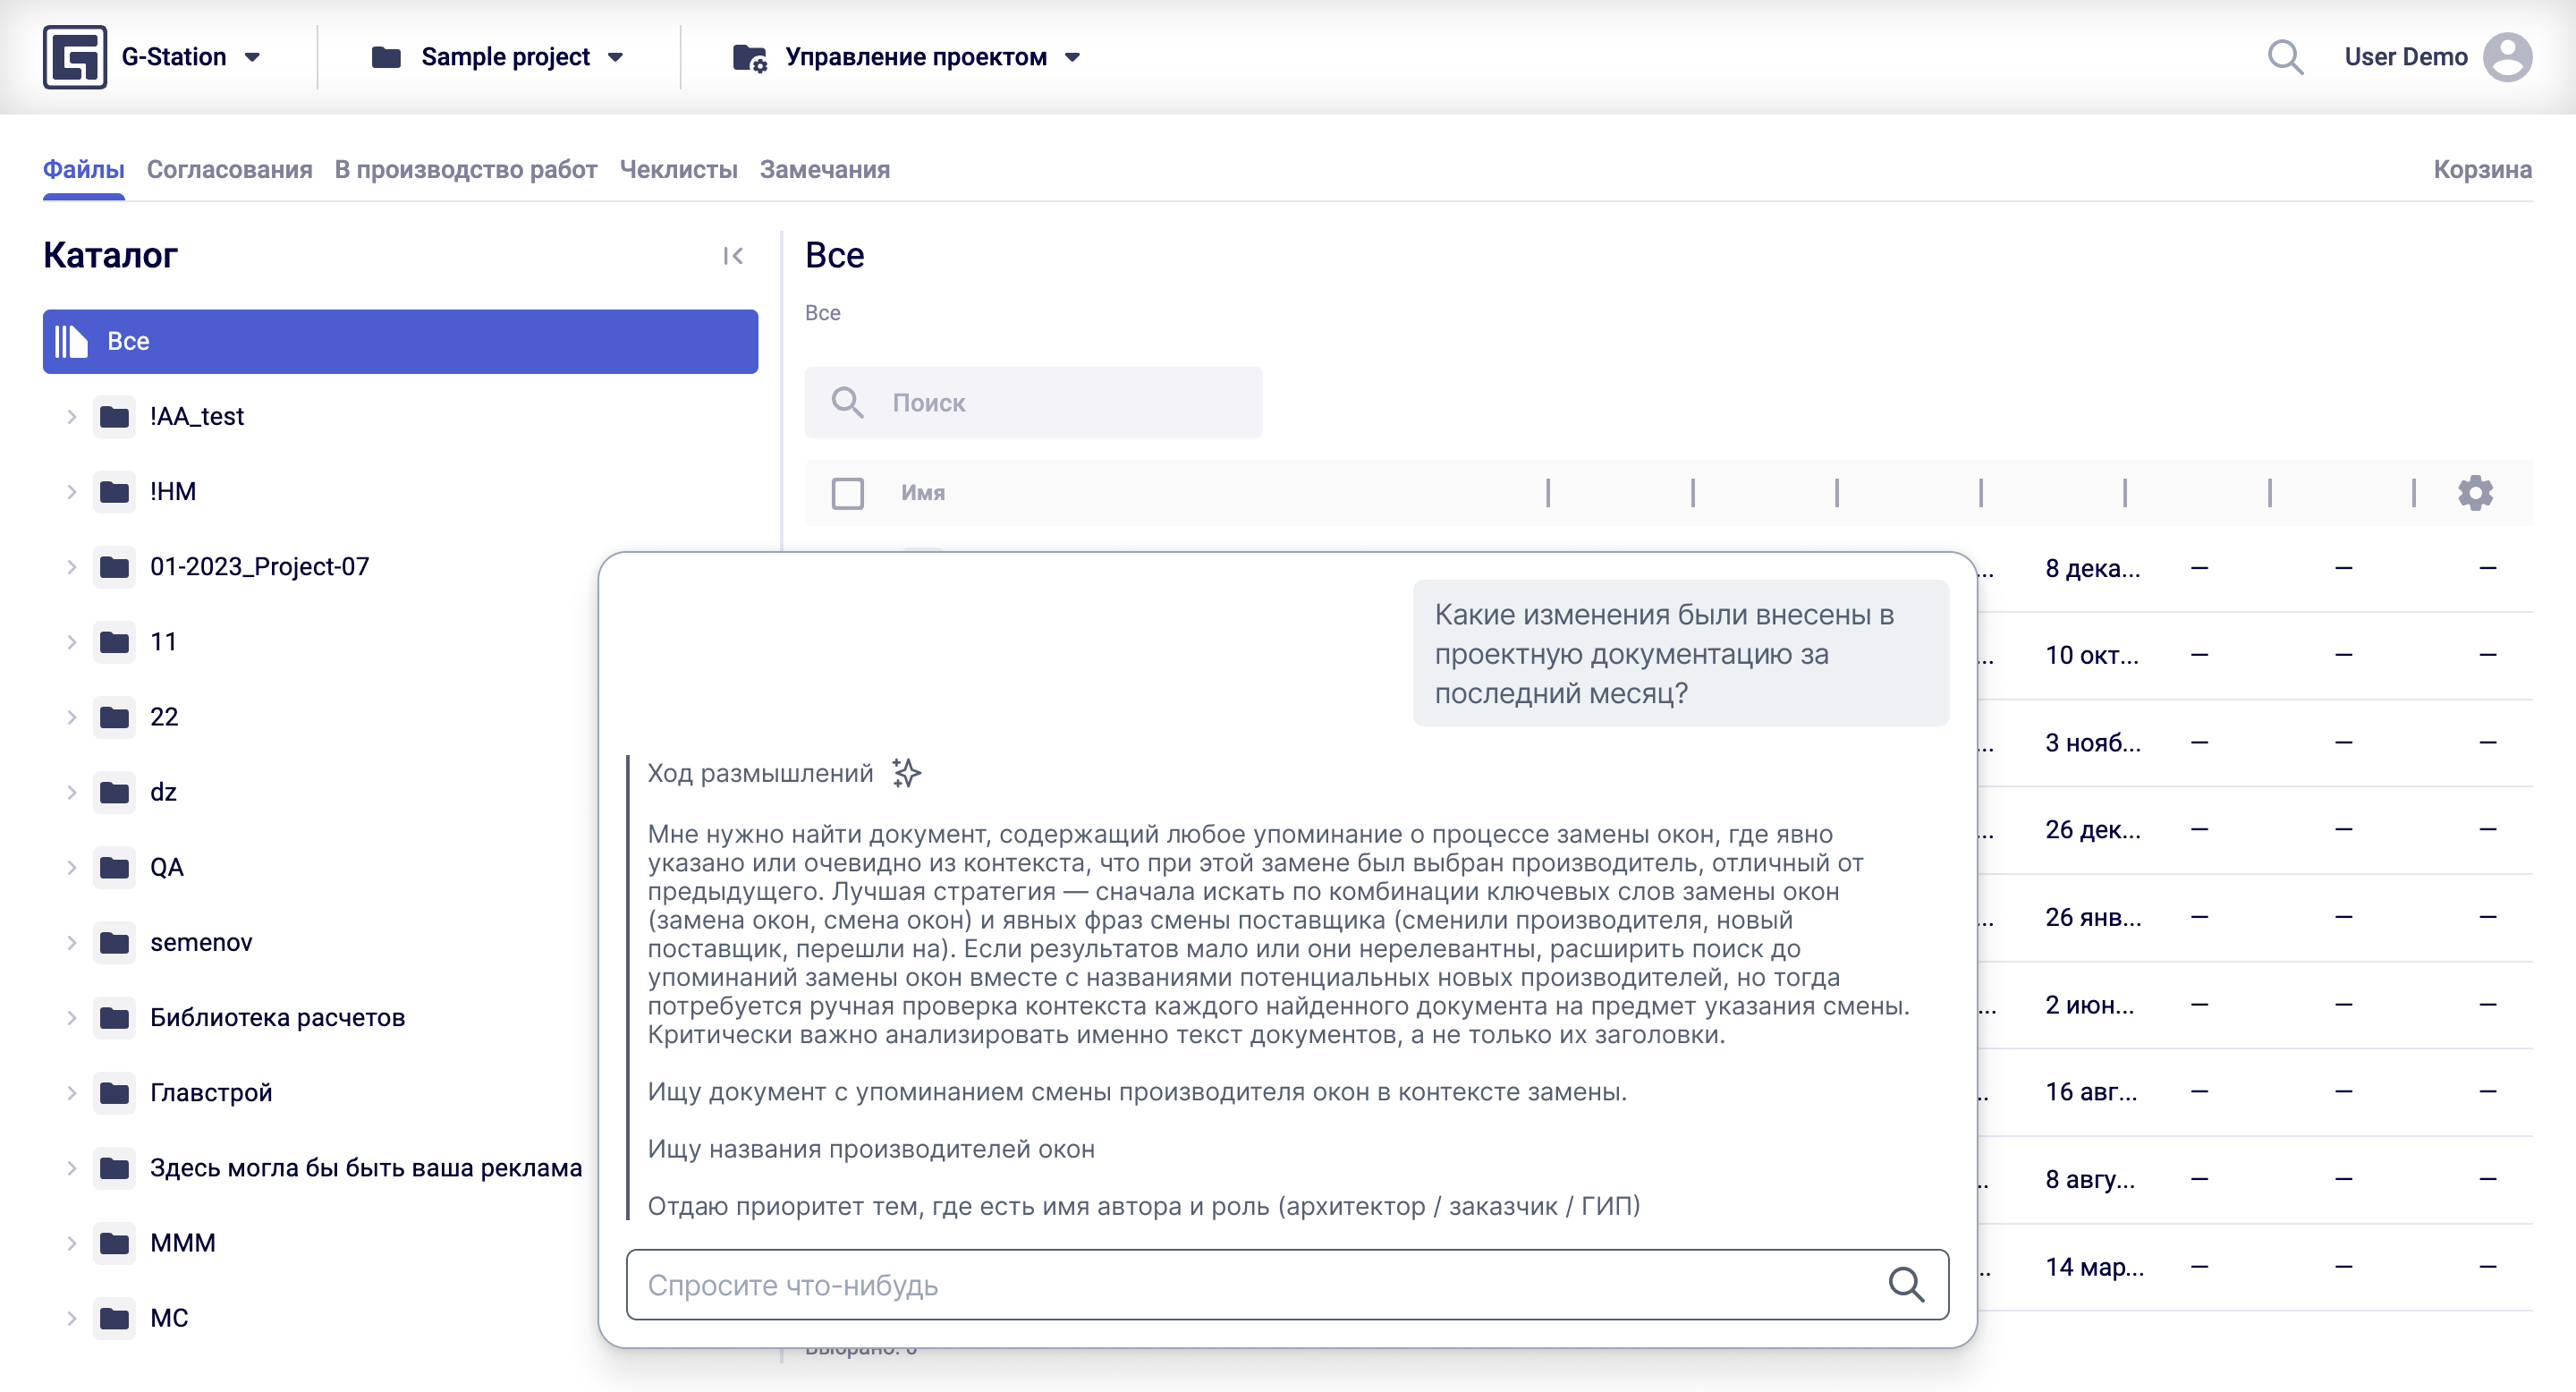 G-Station
Sample project
Управление проектом
User Demo
Файлы
Согласования
В производство работ
Чеклисты
Замечания
Корзина
Каталог
Все
!AA_test
!HM
01-2023_Project-07
11
22
dz
QA
semenov
Библиотека расчетов
Главстрой
Здесь могла бы быть ваша реклама
МММ
МС
Все
Все
Поиск
Имя
... 8 дека... — — —
... 10 окт... — — —
... 3 нояб... — — —
... 26 дек... — — —
... 26 янв... — — —
... 2 июн... — — —
.. 16 авг... — — —
.. 8 авгу... — — —
.. 14 мар... — — —
Какие изменения были внесены в
проектную документацию за
последний месяц?
Ход размышлений
Мне нужно найти документ, содержащий любое упоминание о процессе замены окон, где явно
указано или очевидно из контекста, что при этой замене был выбран производитель, отличный от
предыдущего. Лучшая стратегия — сначала искать по комбинации ключевых слов замены окон
(замена окон, смена окон) и явных фраз смены поставщика (сменили производителя, новый
поставщик, перешли на). Если результатов мало или они нерелевантны, расширить поиск до
упоминаний замены окон вместе с названиями потенциальных новых производителей, но тогда
потребуется ручная проверка контекста каждого найденного документа на предмет указания смены.
Критически важно анализировать именно текст документов, а не только их заголовки.
Ищу документ с упоминанием смены производителя окон в контексте замены.
Ищу названия производителей окон
Отдаю приоритет тем, где есть имя автора и роль (архитектор / заказчик / ГИП)
Спросите что-нибудь